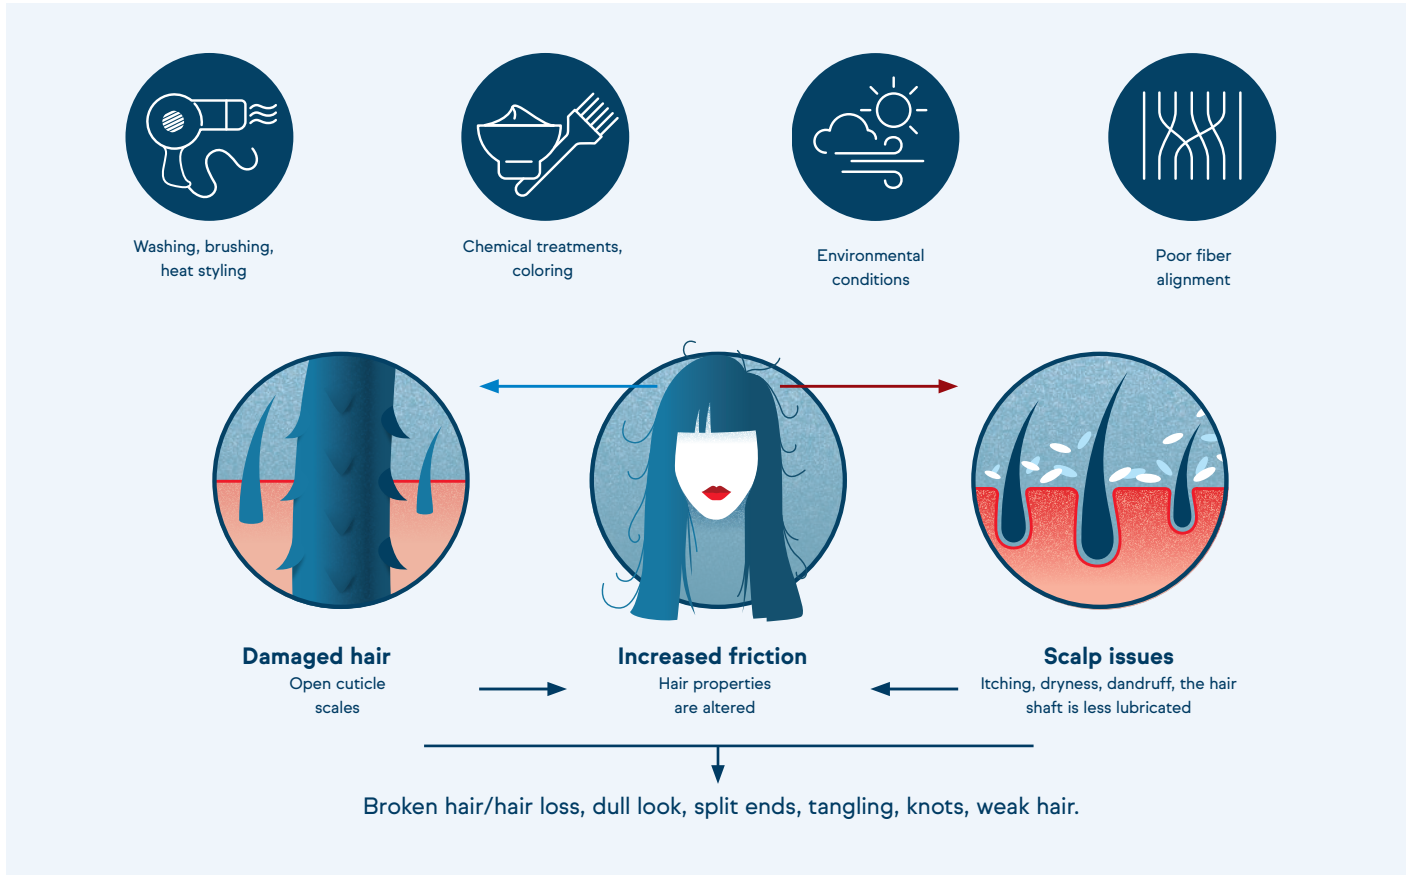 Washing, brushing,
heat styling
Chemical treatments,
coloring
Environmental
conditions
Poor fiber
alignment
Damaged hair
Open cuticle
scales
Increased friction
Hair properties
are altered
Scalp issues
Itching, dryness, dandruff, the hair
shaft is less lubricated
Broken hair/hair loss, dull look, split ends, tangling, knots, weak hair.